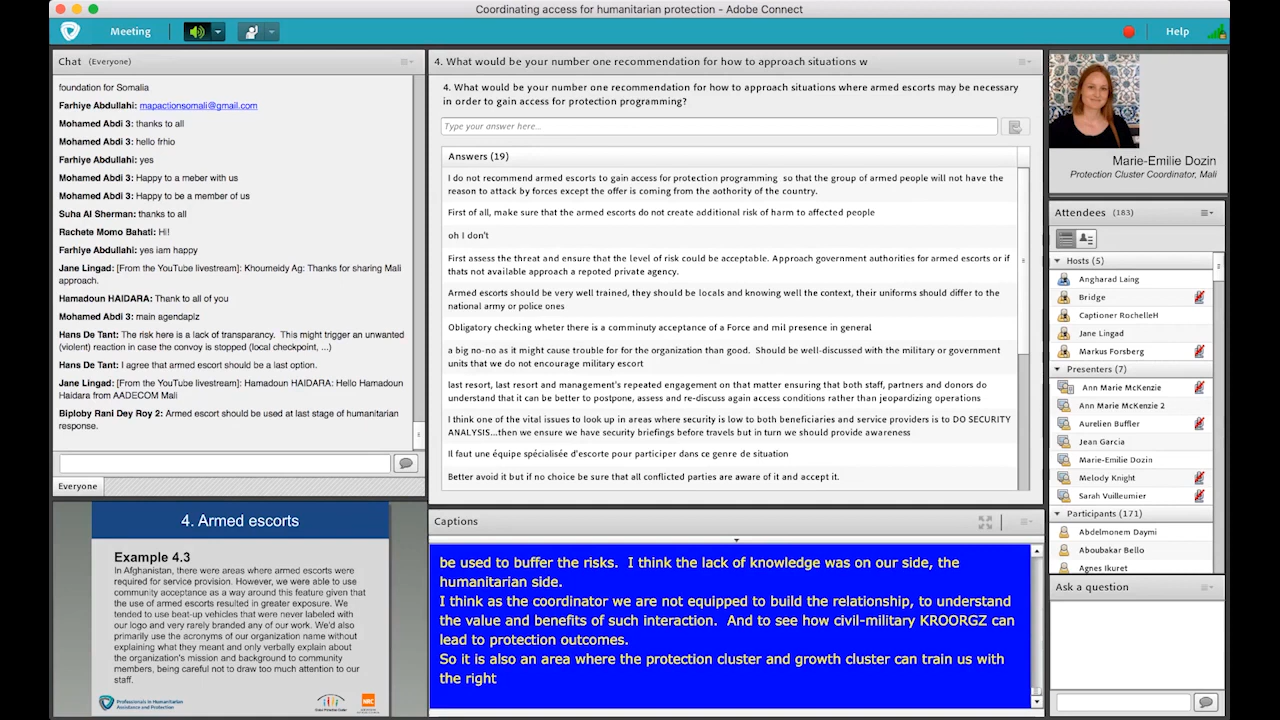 Coordinating access for humanitarian protection - Adobe Connect
Meeting
Help
Chat (Everyone)
foundation for Somalia
Farhiye Abdullahi: mapactionsomali@gmail.com
Mohamed Abdi 3: thanks to all
Mohamed Abdi 3: hello frhio
Farhiye Abdullahi: yes
Mohamed Abdi 3: Happy to a meber with us
Mohamed Abdi 3: Happy to be a member of us
Suha Al Sherman: thanks to all
Rachete Momo Bahati: Hi!
Farhiye Abdullahi: yes iam happy
Jane Lingad: [From the YouTube livestream]: Khoumeidy Ag: Thanks for sharing Mali
approach.
Hamadoun HAIDARA: Thank to all of you
Mohamed Abdi 3: main agendapiz
Hans De Tant: The risk here is a lack of transparency. This might trigger an unwanted
(violent) reaction in case the convoy is stopped (local checkpoint, ...)
Hans De Tant: I agree that armed escort should be a last option.
Jane Lingad: [From the YouTube livestream]: Hamadoun HAIDARA: Hello Hamadoun
Haidara from AADECOM Mali
Biploby Rani Dey Roy 2: Armed escort should be used at last stage of humanitarian
response.
Everyone
4. Armed escorts
Example 4.3
In Afghanistan, there were areas where armed escorts were
required for service provision. However, we were able to use
community acceptance as a way around this feature given that
the use of armed escorts resulted in greater exposure. We
tended to use beat-up vehicles that were never labeled with
our logo and very rarely branded any of our work. We'd also
primarily use the acronyms of our organization name without
explaining what they meant and only verbally explain about
the organization's mission and background to community
members, being careful not to draw too much attention to our
staff.
Professionals in Humanitarian
Assistance and Protection
Global Protection Cluster
NRC
4. What would be your number one recommendation for how to approach situations w
4. What would be your number one recommendation for how to approach situations where armed escorts may be necessary
in order to gain access for protection programming?
Type your answer here...
Answers (19)
I do not recommend armed escorts to gain access for protection programming so that the group of armed people will not have the
reason to attack by forces except the offer is coming from the aothority of the country.
First of all, make sure that the armed escorts do not create additional risk of harm to affected people
oh I don't
First assess the threat and ensure that the level of risk could be acceptable. Approach government authorities for armed escorts or if
thats not available approach a repoted private agency.
Armed escorts should be very well trained, they should be locals and knowing well the context, their uniforms should differ to the
national army or police ones
Obligatory checking wheter there is a comminuty acceptance of a Force and mil presence in general
a big no-no as it might cause trouble for for the organization than good. Should be well-discussed with the military or government
units that we do not encourage military escort
last resort, last resort and management's repeated engagement on that matter ensuring that both staff, partners and donors do
understand that it can be better to postpone, assess and re-discuss again access conditions rather than jeopardizing operations
I think one of the vital issues to look up in areas where security is low to both beneficiaries and service providers is to DO SECURITY
ANALYSIS...then we ensure we have security briefings before travels but in turn we should provide awareness
Il faut une équipe spécialisée d'escorte pour participer dans ce genre de situation
Better avoid it but if no choice be sure that all conflicted parties are aware of it and accept it.
Captions
be used to buffer the risks. I think the lack of knowledge was on our side, the
humanitarian side.
I think as the coordinator we are not equipped to build the relationship, to understand
the value and benefits of such interaction. And to see how civil-military KROORGZ can
lead to protection outcomes.
So it is also an area where the protection cluster and growth cluster can train us with
the right
Marie-Emilie Dozin
Protection Cluster Coordinator, Mali
Attendees (183)
Hosts (5)
Angharad Laing
Bridge
Captioner RochelleH
Jane Lingad
Markus Forsberg
Presenters (7)
Ann Marie McKenzie
Ann Marie McKenzie 2
Aurelien Buffler
Jean Garcia
Marie-Emilie Dozin
Melody Knight
Sarah Vuilleumier
Participants (171)
Abdelmonem Daymi
Aboubakar Bello
Agnes Ikuret
Ask a question